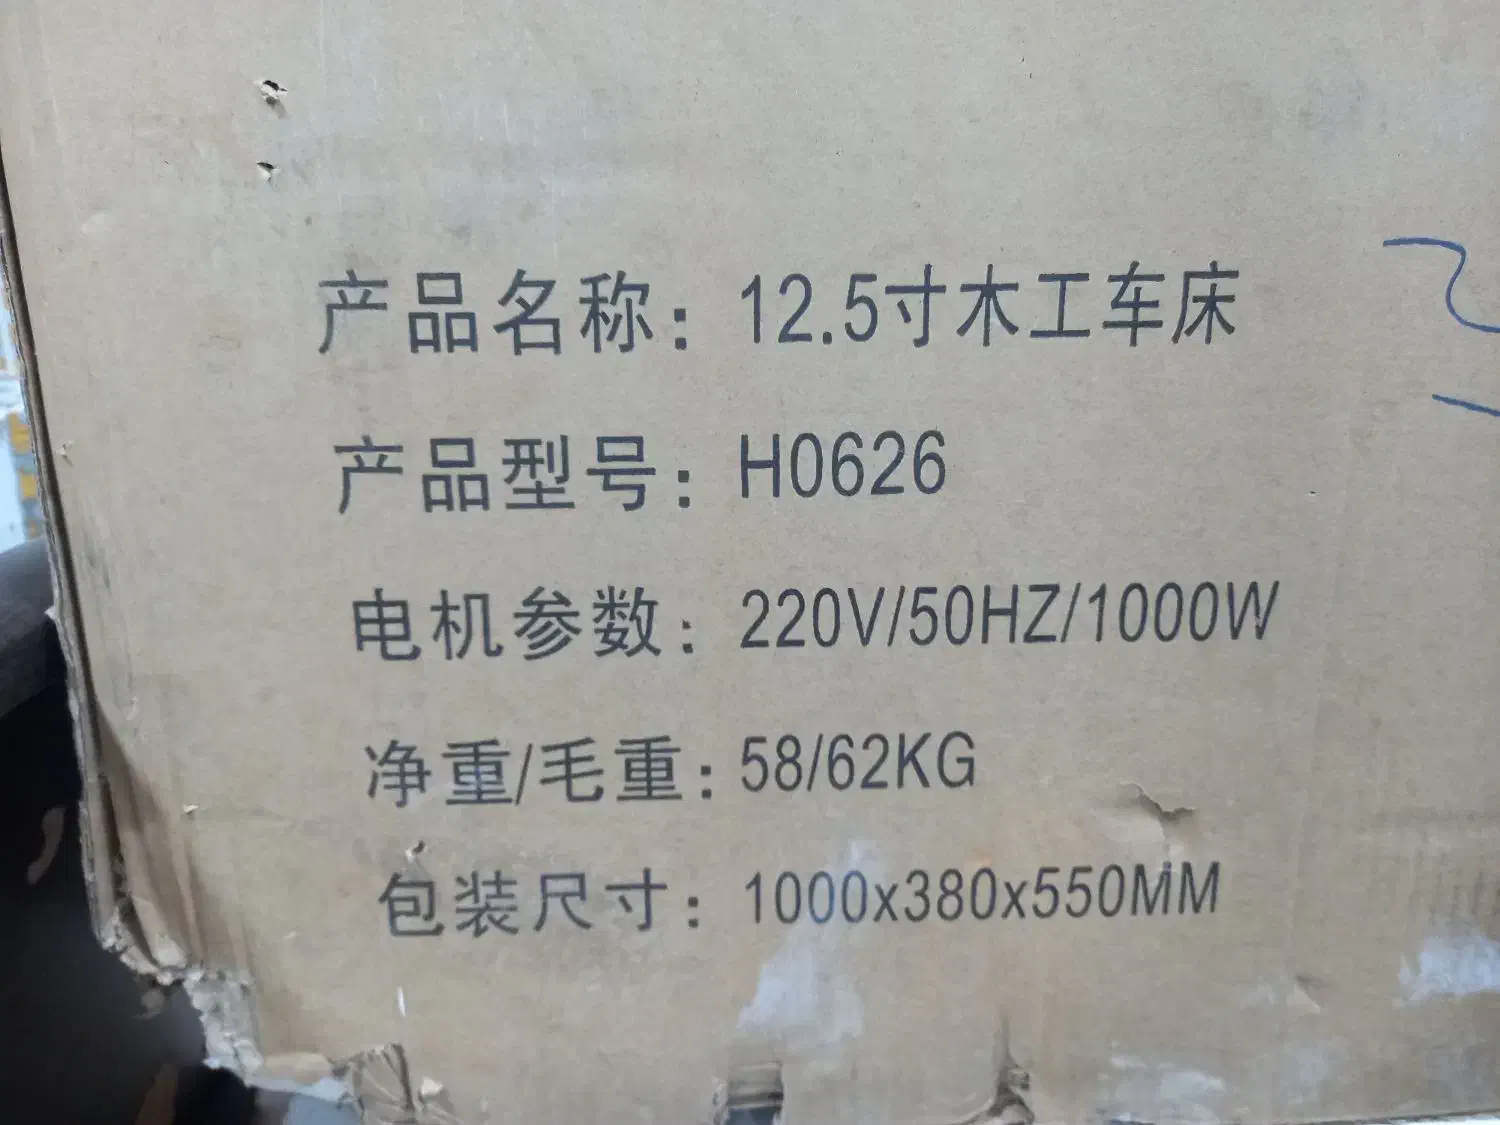 产品名称：12.5寸木工车床
产品型号：H0626
电机参数：220V/50HZ/1000W
净重/毛重：58/62KG
包装尺寸：1000x380x550MM